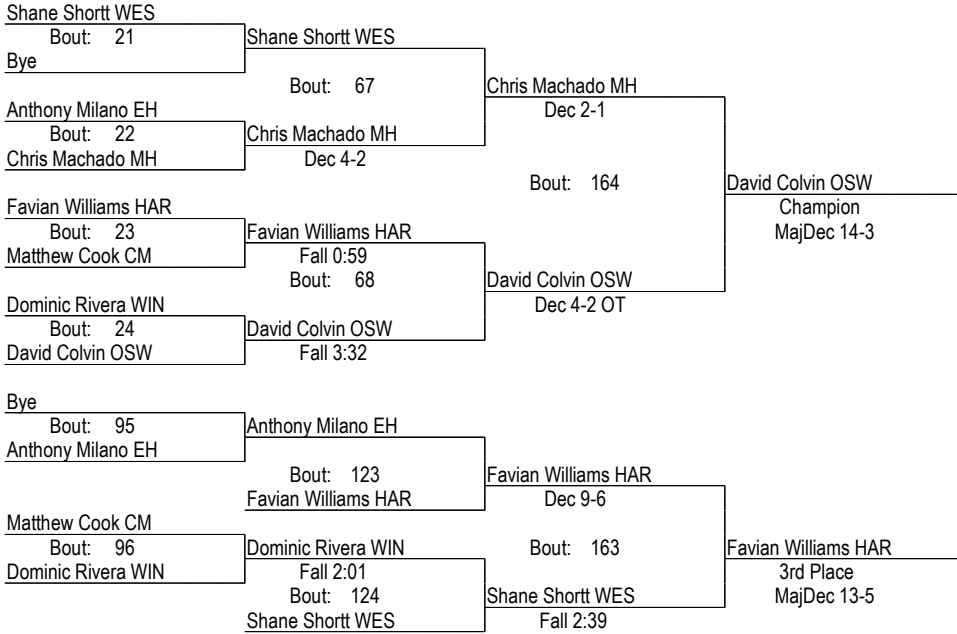 Shane Shortt WES
Bout: 21
Shane Shortt WES
Bye
Bout: 67
Chris Machado MH
Anthony Milano EH
Dec 2-1
Bout: 22
Chris Machado MH
Chris Machado MH
Dec 4-2
Bout: 164
David Colvin OSW
Favian Williams HAR
Champion
Bout: 23
Favian Williams HAR
MajDec 14-3
Matthew Cook CM
Fall 0:59
Bout: 68
David Colvin OSW
Dominic Rivera WIN
Dec 4-2 OT
Bout: 24
David Colvin OSW
David Colvin OSW
Fall 3:32
Bye
Bout: 95
Anthony Milano EH
Anthony Milano EH
Bout: 123
Favian Williams HAR
Favian Williams HAR
Dec 9-6
Matthew Cook CM
Bout: 96
Dominic Rivera WIN
Bout: 163
Favian Williams HAR
Dominic Rivera WIN
Fall 2:01
3rd Place
Bout: 124
Shane Shortt WES
MajDec 13-5
Shane Shortt WES
Fall 2:39